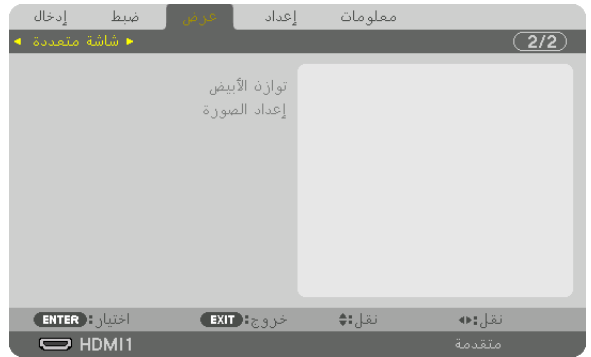 إدخال ضبط عرض إعداد معلومات
شاشة متعددة 2/2
توازن الأبيض
إعداد الصورة
ENTER:اختيار EXIT:خروج نقل: نقل:
HDMI1 متقدمة